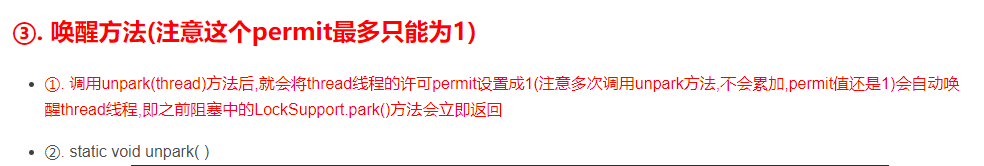 ③. 唤醒方法(注意这个permit最多只能为1)
①. 调用unpark(thread)方法后,就会将thread线程的许可permit设置成1(注意多次调用unpark方法,不会累加,permit值还是1)会自动唤
醒thread线程,即之前阻塞中的LockSupport.park()方法会立即返回
②. static void unpark( )